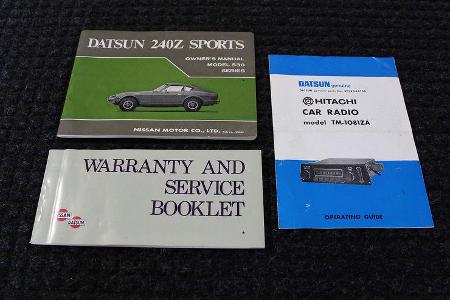 DATSUN 240Z SPORTS
OWNER'S MANUAL
MODEL S30
SERIES
NISSAN MOTOR CO., LTD.
WARRANTY AND
SERVICE
BOOKLET
NISSAN
DATSUN
DATSUN genuine
HITACHI
CAR RADIO
model TM-1081ZA
OPERATING GUIDE